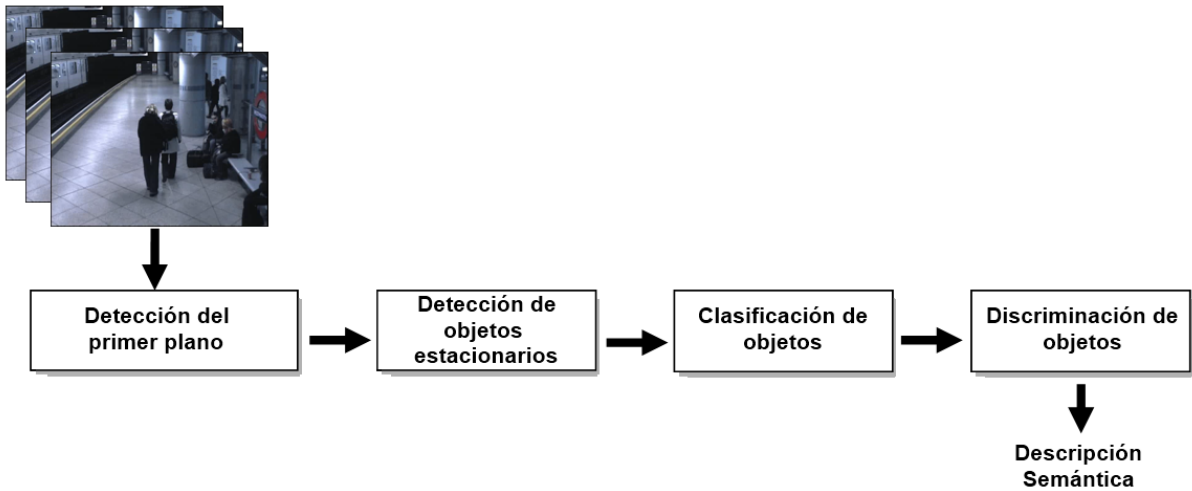 Detección del
primer plano
Detección de
objetos
estacionarios
Clasificación de
objetos
Discriminación de
objetos
Descripción
Semántica